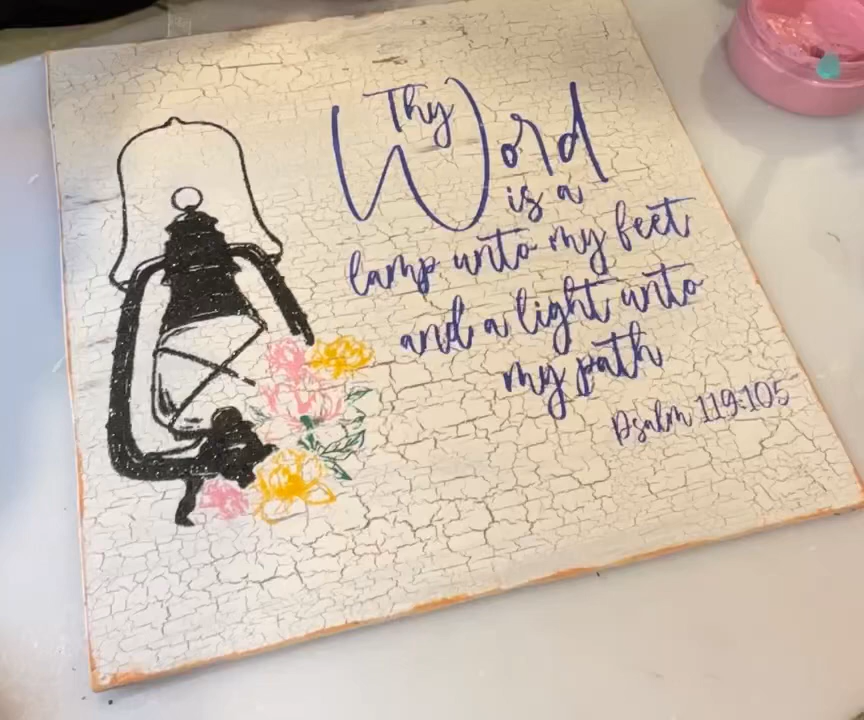 Thy
Word
is a
lamp unto my feet
and a light unto
my path
Psalm 119:105